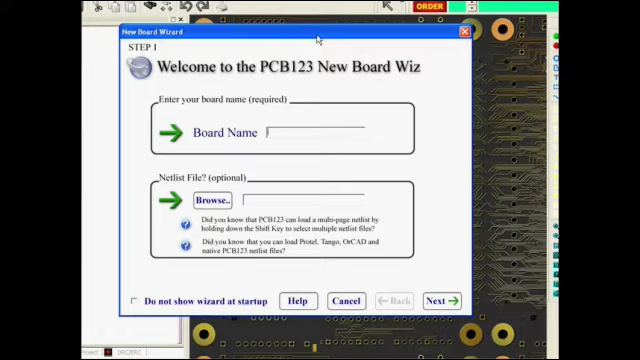 ORDER
New Board Wizard
STEP 1
Welcome to the PCB123 New Board Wiz
Enter your board name (required)
Board Name
Netlist File? (optional)
Browse..
Did you know that PCB123 can load a multi-page netlist by
holding down the Shift Key to select multiple netlist files?
Did you know that you can load Protel, Tango, OrCAD and
native PCB123 netlist files?
Do not show wizard at startup
Help
Cancel
Back
Next
Project
DRC/ERC